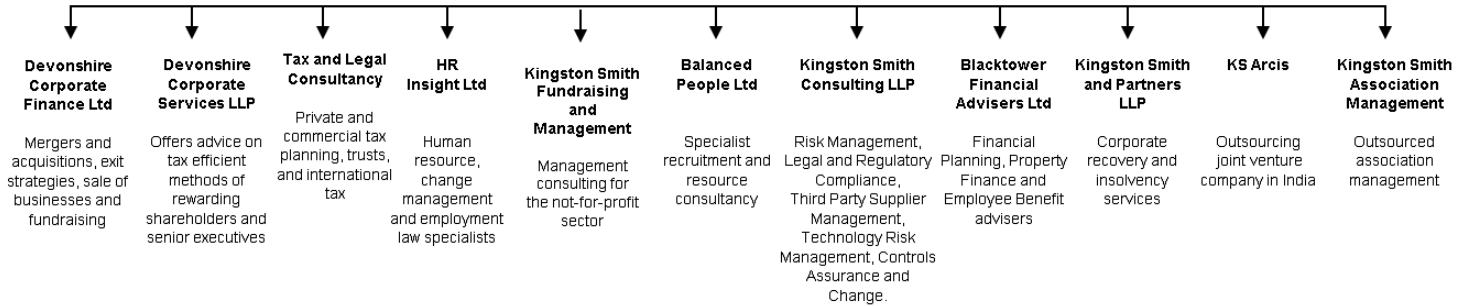 Devonshire
Corporate
Finance Ltd
Mergers and
acquisitions, exit
strategies, sale of
businesses and
fundraising
Devonshire
Corporate
Services LLP
Offers advice on
tax efficient
methods of
rewarding
shareholders and
senior executives
Tax and Legal
Consultancy
Private and
commercial tax
planning, trusts,
and international
tax
HR
Insight Ltd
Human
resource,
change
management
and employment
law specialists
Kingston Smith
Fundraising
and
Management
Management
consulting for
the not-for-profit
sector
Balanced
People Ltd
Specialist
recruitment and
resource
consultancy
Kingston Smith
Consulting LLP
Risk Management,
Legal and Regulatory
Compliance,
Third Party Supplier
Management,
Technology Risk
Management, Controls
Assurance and
Change.
Blacktower
Financial
Advisers Ltd
Financial
Planning, Property
Finance and
Employee Benefit
advisers
Kingston Smith
and Partners
LLP
Corporate
recovery and
insolvency
services
KS Arcis
Outsourcing
joint venture
company in India
Kingston Smith
Association
Management
Outsourced
association
management